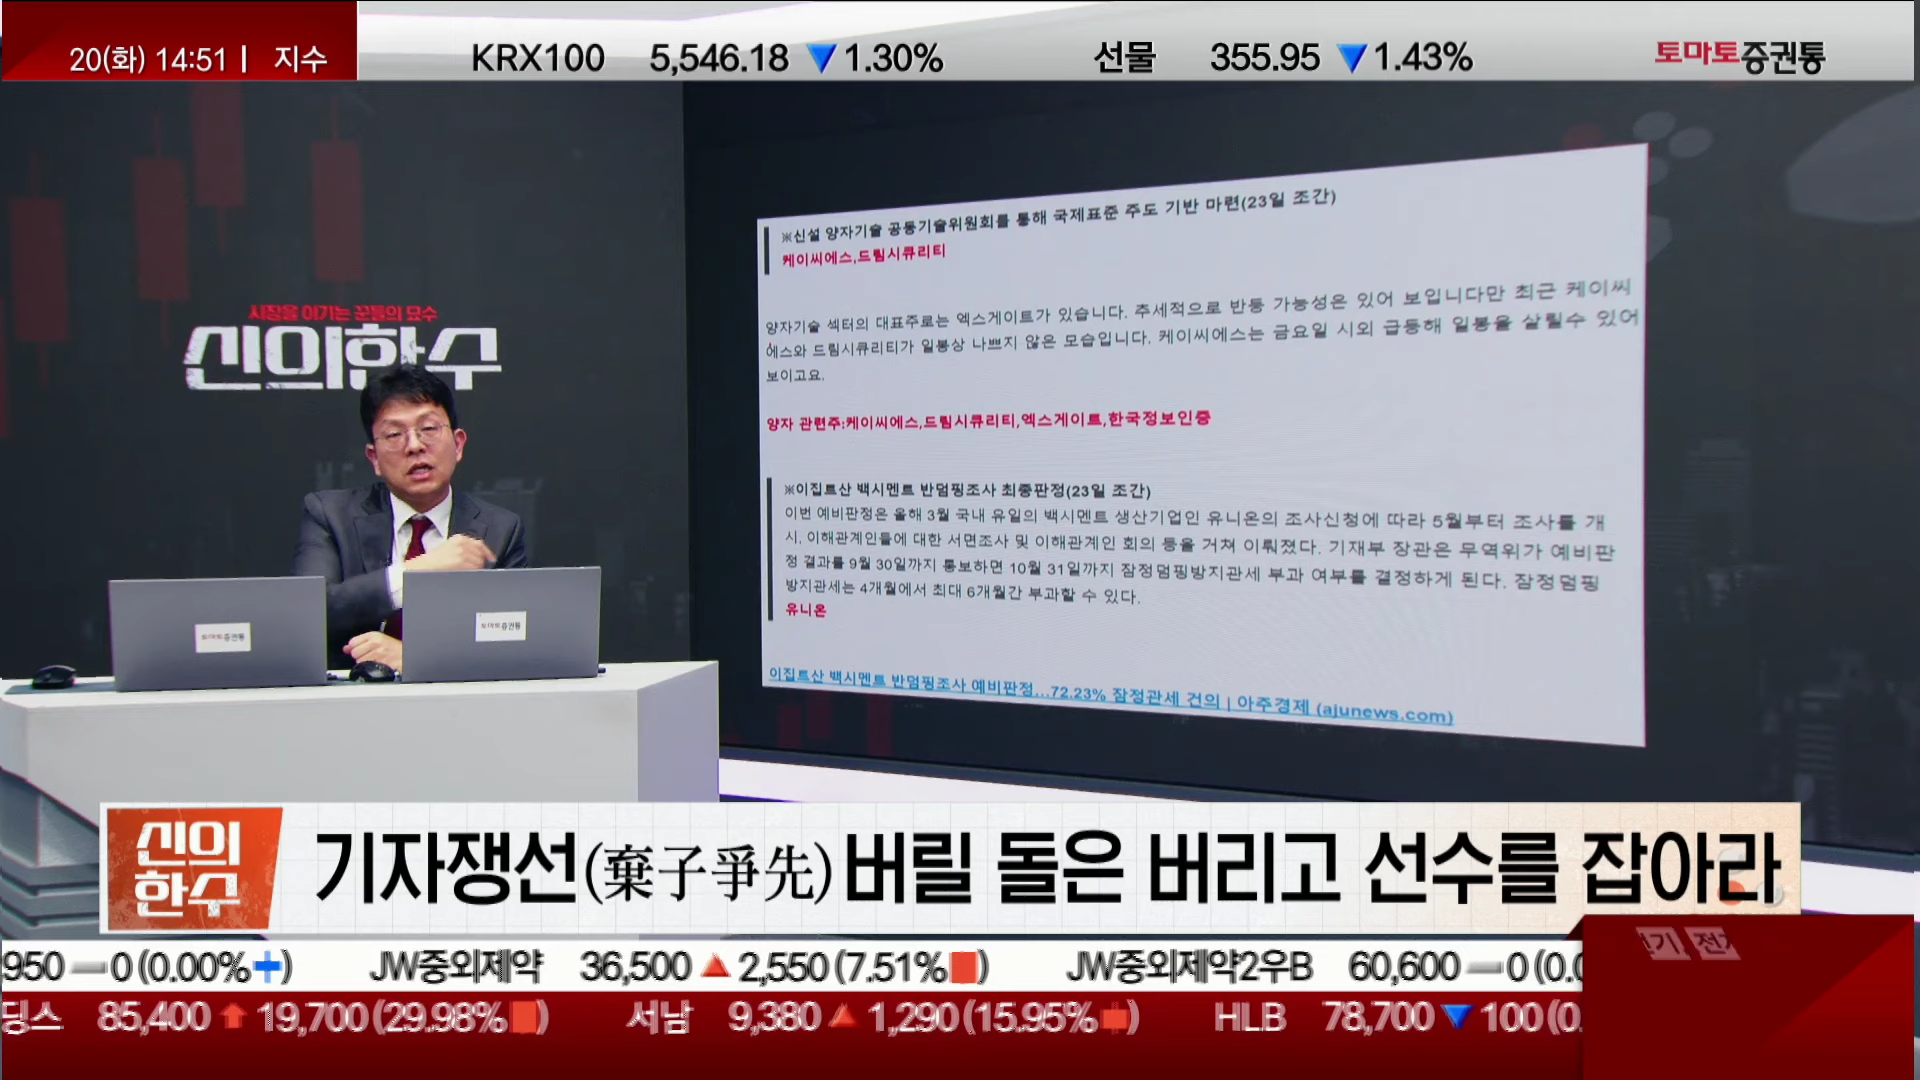 20(화) 14:51 | 지수 KRX100 5,546.18 ▼ 1.30% 선물 355.95 ▼ 1.43% 토마토증권통
※신설 양자기술 공동기술위원회를 통해 국제표준 주도 기반 마련(23일 조간)
케이씨에스,드림시큐리티
양자기술 섹터의 대표주로는 엑스게이트가 있습니다. 추세적으로 반등 가능성은 있어 보입니다만 최근 케이씨
에스와 드림시큐리티가 일봉상 나쁘지 않은 모습입니다. 케이씨에스는 금요일 시외 급등해 일봉을 살릴수 있어
보이고요.
양자 관련주:케이씨에스,드림시큐리티,엑스게이트,한국정보인증
※이집트산 백시멘트 반덤핑조사 최종판정(23일 조간)
이번 예비판정은 올해 3월 국내 유일의 백시멘트 생산기업인 유니온의 조사신청에 따라 5월부터 조사를 개
시, 이해관계인들에 대한 서면조사 및 이해관계인 회의 등을 거쳐 이뤄졌다. 기재부 장관은 무역위가 예비판
정 결과를 9월 30일까지 통보하면 10월 31일까지 잠정덤핑방지관세 부과 여부를 결정하게 된다. 잠정덤핑
방지관세는 4개월에서 최대 6개월간 부과할 수 있다.
유니온
이집트산 백시멘트 반덤핑조사 예비판정...72.23% 잠정관세 건의 | 아주경제 (ajunews.com)
시장을 이기는 꾼들의 묘수
신의한수
토마토증권통
토마토증권통
신의
한수
기자쟁선(棄子爭先) 버릴 돌은 버리고 선수를 잡아라
950 0 (0.00%) JW중외제약 36,500 ▲ 2,550 (7.51%) JW중외제약2우B 60,600 0 (0.0
딩스 85,400 19,700 (29.98%) 서남 9,380 ▲ 1,290 (15.95%) HLB 78,700 ▼ 100 (0.